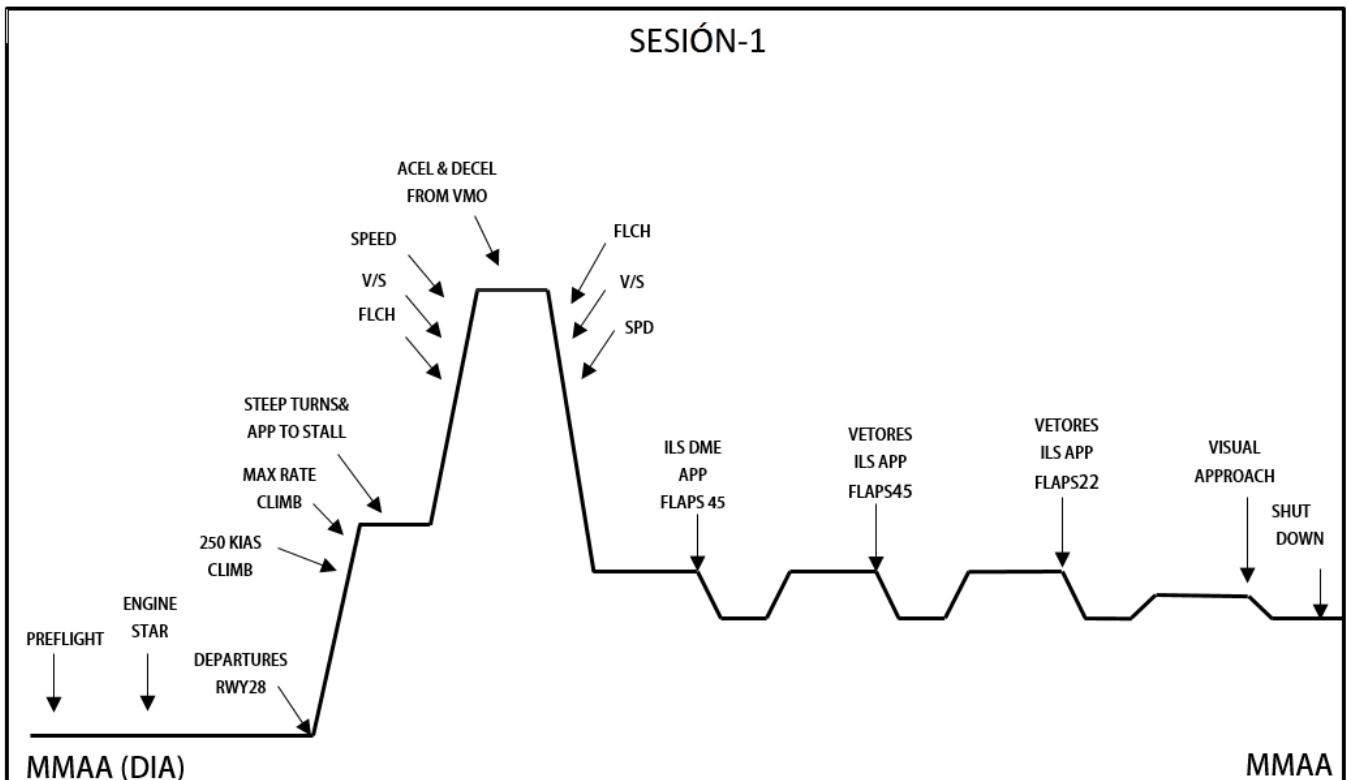 SESIÓN-1
ACEL & DECEL
FROM VMO
SPEED
V/S
FLCH
FLCH
V/S
SPD
STEEP TURNS&
APP TO STALL
MAX RATE
CLIMB
250 KIAS
CLIMB
ILS DME
APP
FLAPS 45
VETORES
ILS APP
FLAPS45
VETORES
ILS APP
FLAPS22
VISUAL
APPROACH
SHUT
DOWN
PREFLIGHT
ENGINE
STAR
DEPARTURES
RWY28
MMAA (DIA)
MMAA